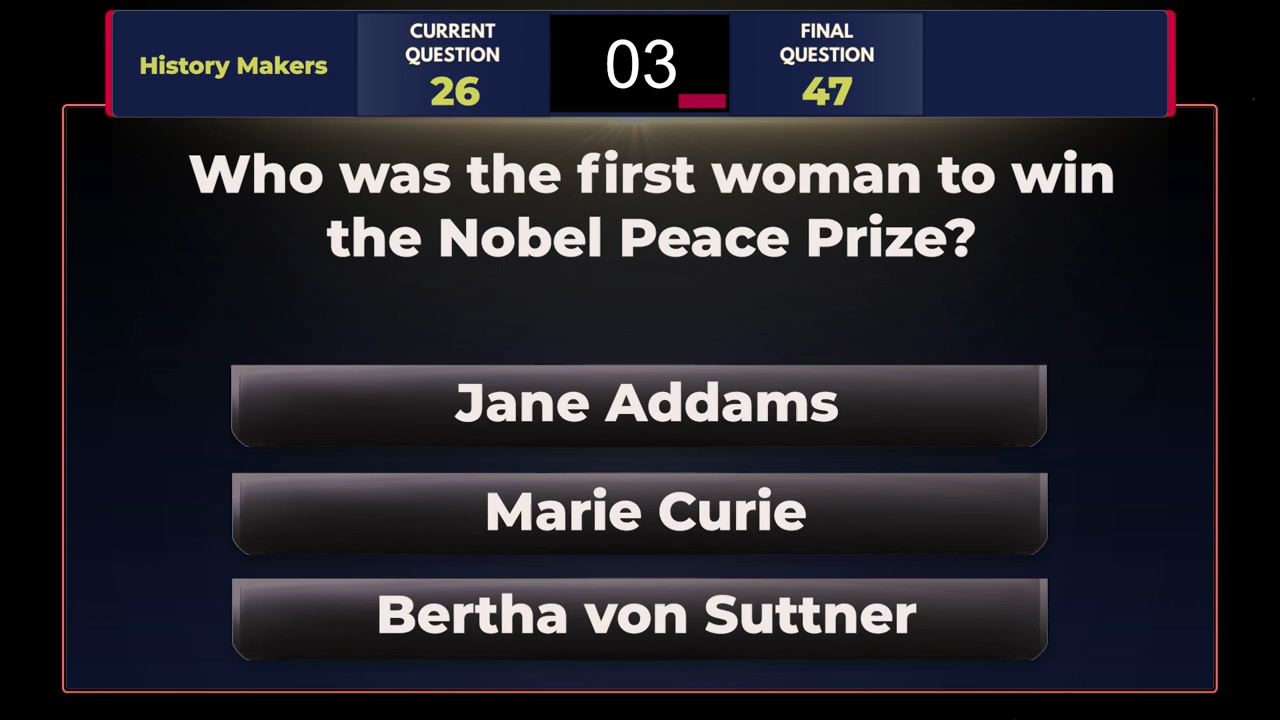 History Makers
CURRENT
QUESTION
26
03
FINAL
QUESTION
47
Who was the first woman to win
the Nobel Peace Prize?
Jane Addams
Marie Curie
Bertha von Suttner